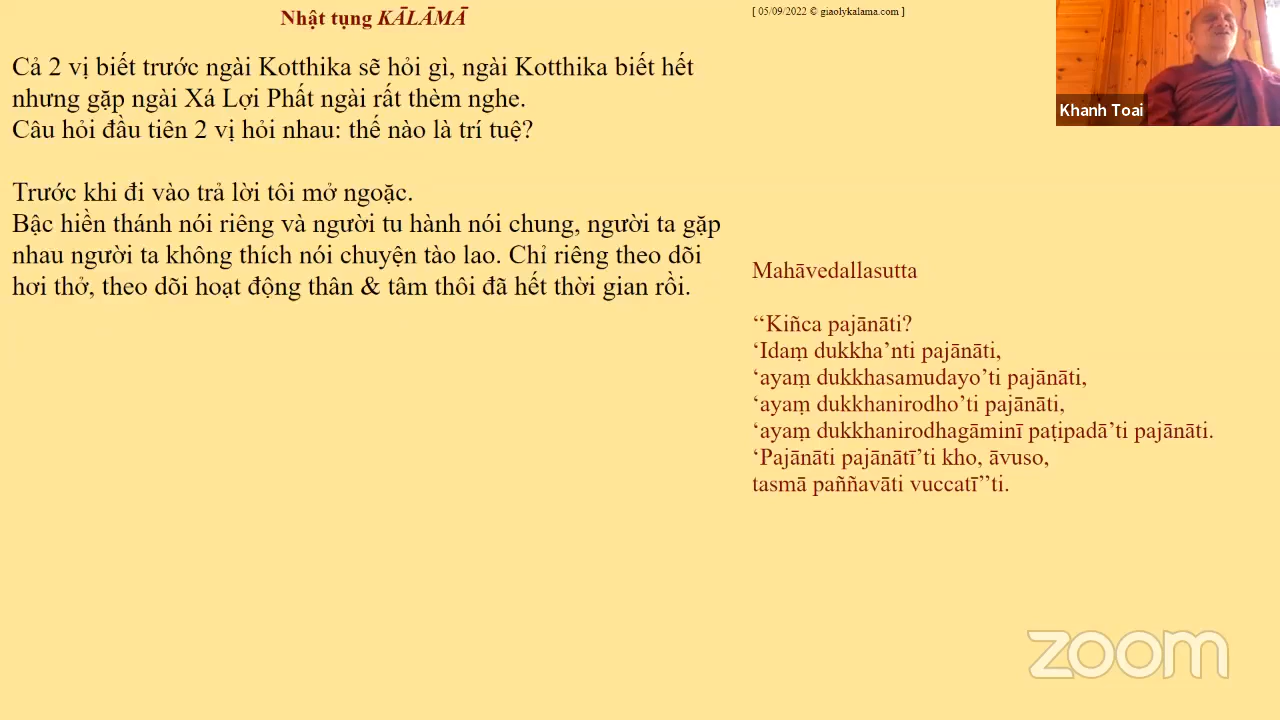 Nhật tụng KĀLĀMĀ
[ 05/09/2022 © giaolykalama.com ]
Cả 2 vị biết trước ngài Kotthika sẽ hỏi gì, ngài Kotthika biết hết
nhưng gặp ngài Xá Lợi Phất ngài rất thèm nghe.
Câu hỏi đầu tiên 2 vị hỏi nhau: thế nào là trí tuệ?
Trước khi đi vào trả lời tôi mở ngoặc.
Bậc hiền thánh nói riêng và người tu hành nói chung, người ta gặp
nhau người ta không thích nói chuyện tào lao. Chỉ riêng theo dõi
hơi thở, theo dõi hoạt động thân & tâm thôi đã hết thời gian rồi.
Mahāvedallasutta
“Kiñca pajānāti?
‘Idaṃ dukkha’nti pajānāti,
‘ayaṃ dukkhasamudayo’ti pajānāti,
‘ayaṃ dukkhanirodho’ti pajānāti,
‘ayaṃ dukkhanirodhagāminī paṭipadā’ti pajānāti.
‘Pajānāti pajānātī’ti kho, āvuso,
tasmā paññavāti vuccatī”ti.
Khanh Toai
zoom